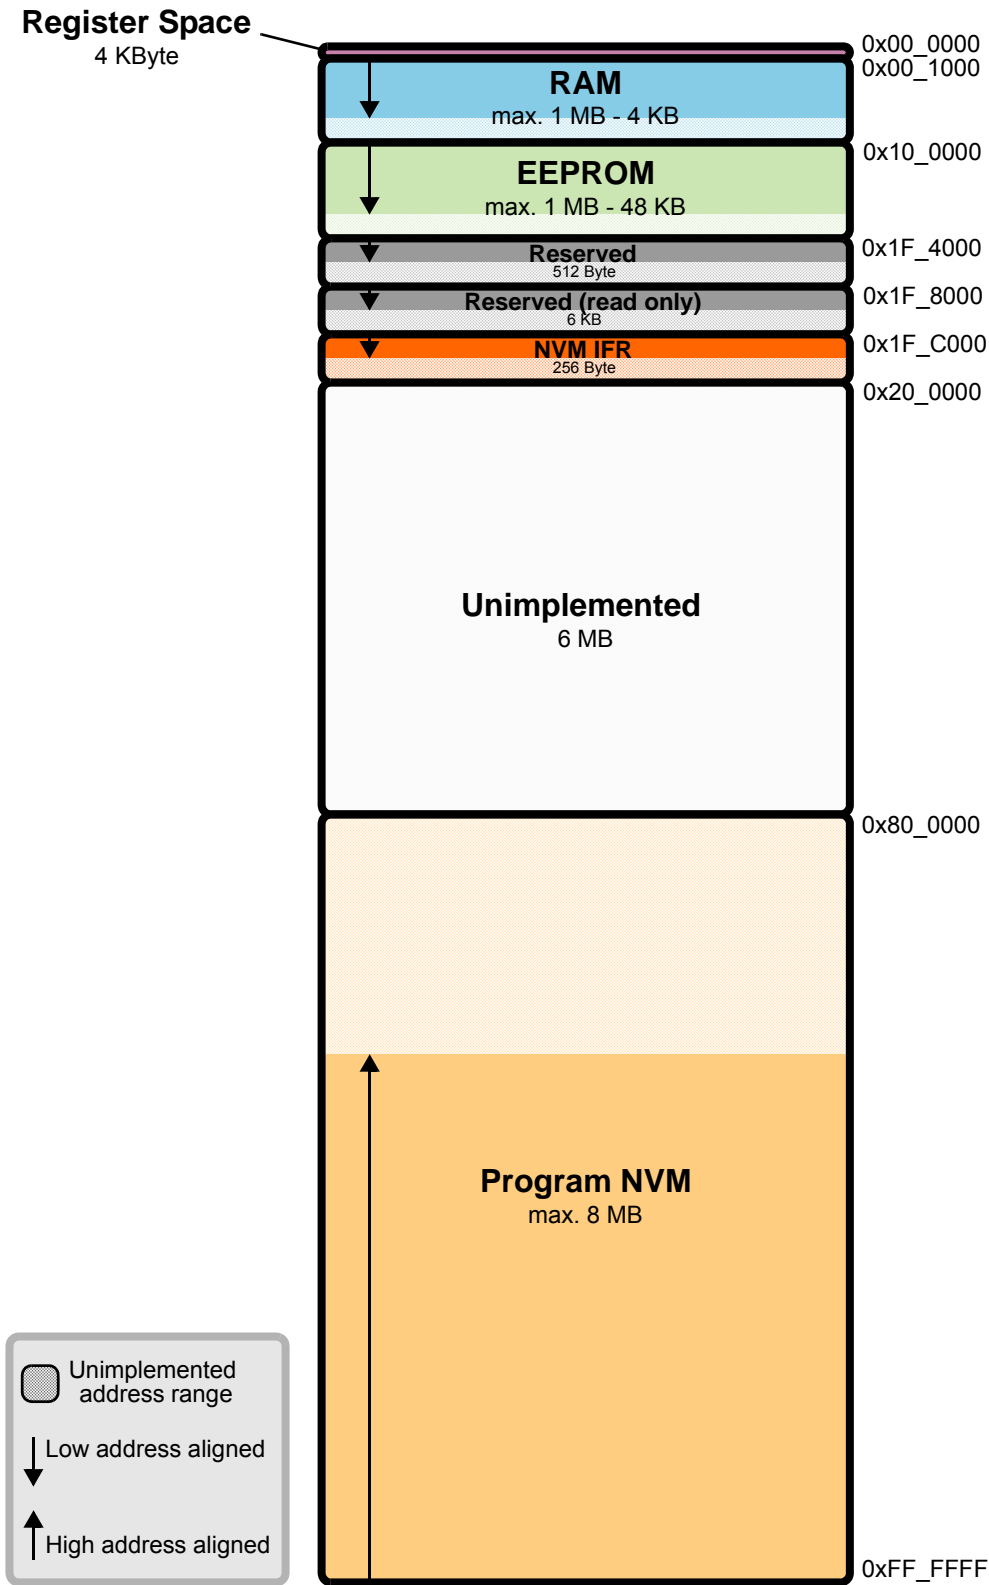 Register Space
4 KByte
0x00_0000
0x00_1000
RAM
max. 1 MB - 4 KB
0x10_0000
EEPROM
max. 1 MB - 48 KB
0x1F_4000
Reserved
512 Byte
0x1F_8000
Reserved (read only)
6 KB
0x1F_C000
NVM IFR
256 Byte
0x20_0000
Unimplemented
6 MB
0x80_0000
Program NVM
max. 8 MB
Unimplemented
address range
Low address aligned
High address aligned
0xFF_FFFF